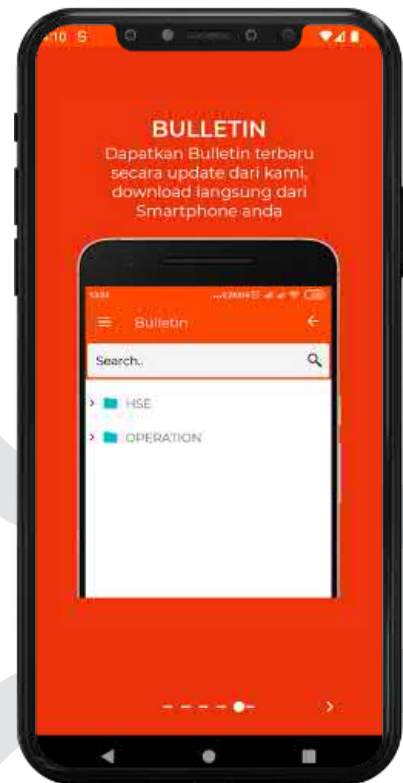 S
BULLETIN
Dapatkan Bulletin terbaru
secara update dari kami,
download langsung dari
Smartphone anda
Bulletin
Search..
HSE
OPERATION